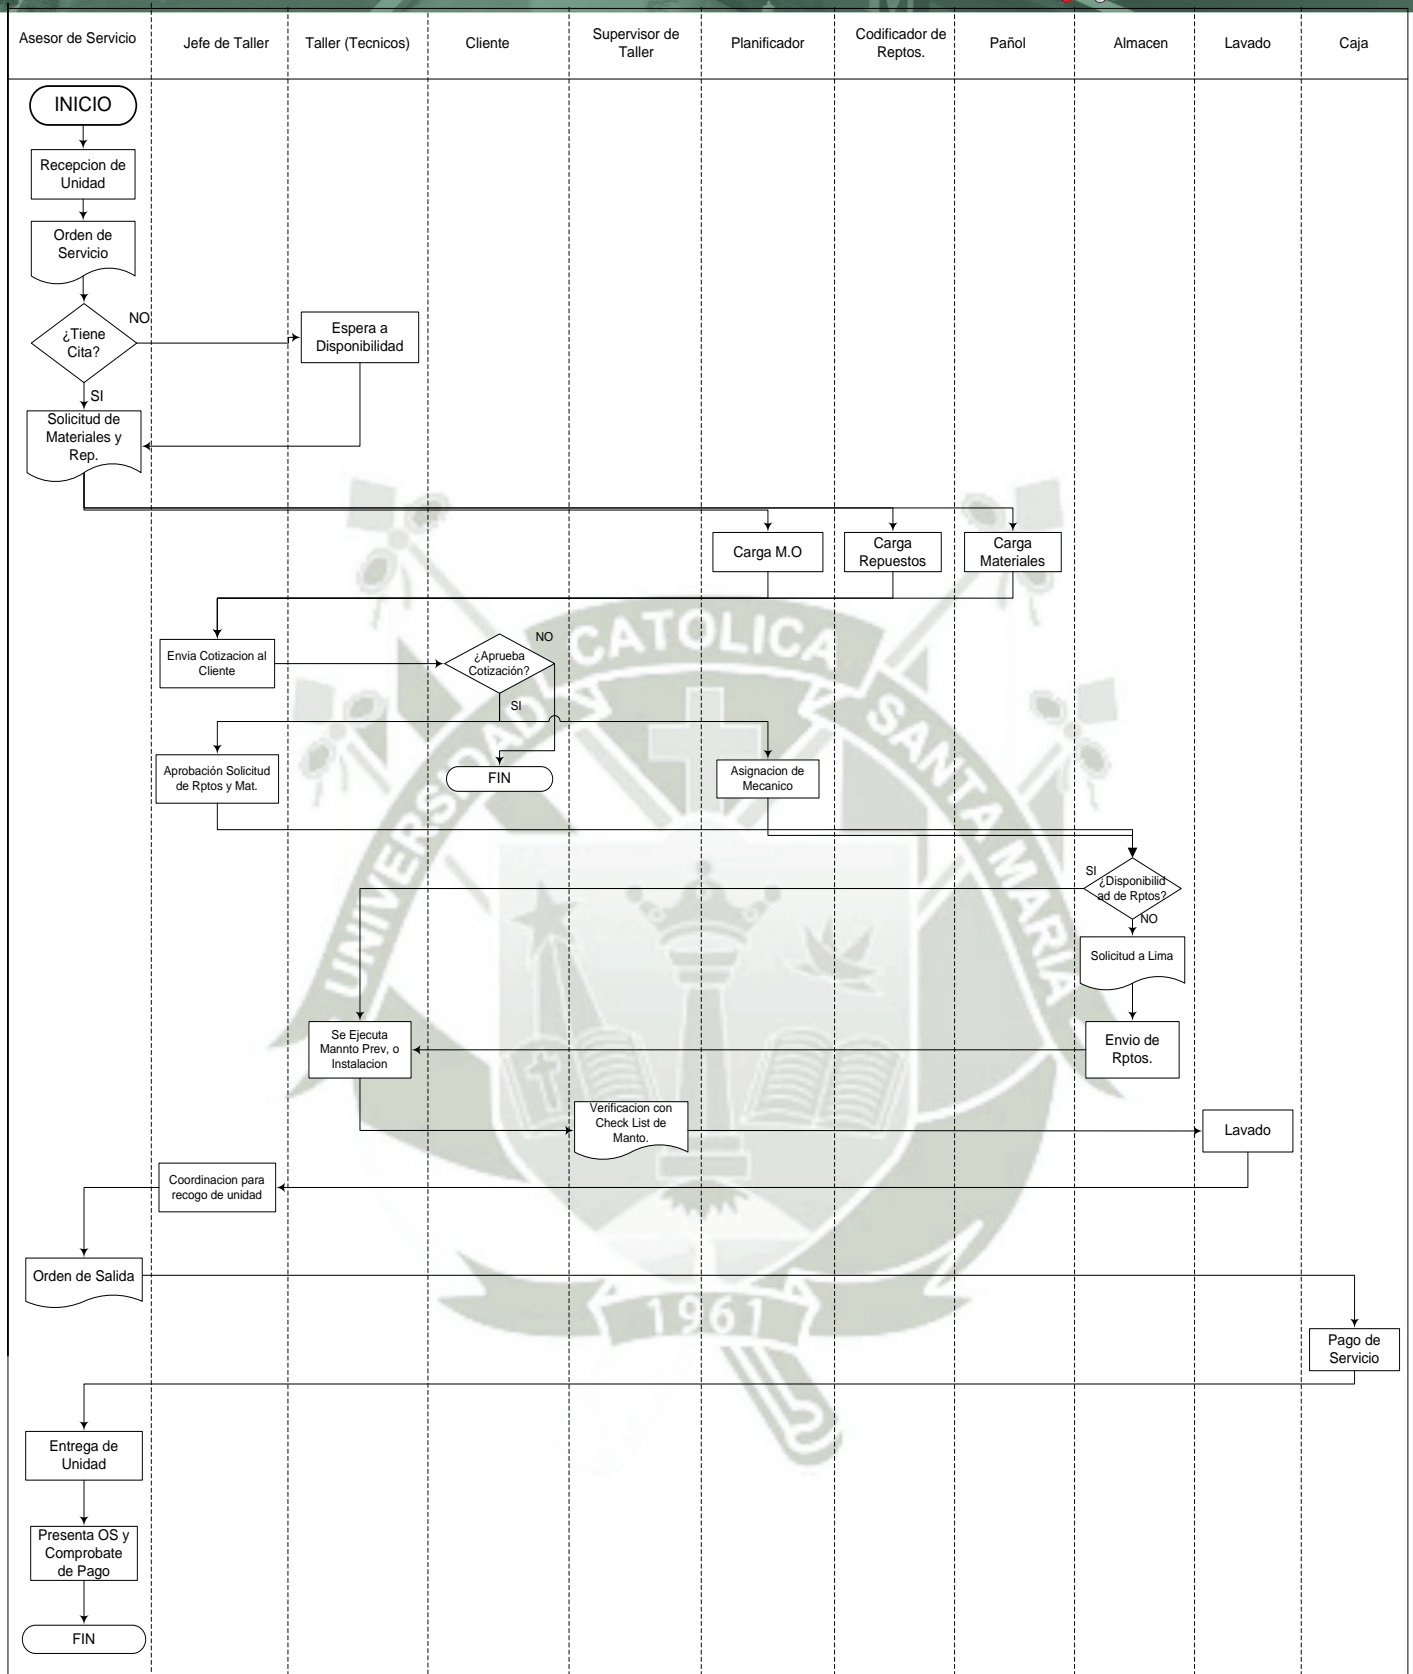 Asesor de Servicio
Jefe de Taller
Taller (Tecnicos)
Cliente
Supervisor de
Taller
Planificador
Codificador de
Reptos.
Pañol
Almacen
Lavado
Caja
INICIO
Recepcion de
Unidad
Orden de
Servicio
¿Tiene
Cita?
NO
Espera a
Disponibilidad
SI
Solicitud de
Materiales y
Rep.
Carga M.O
Carga
Repuestos
Carga
Materiales
Envia Cotizacion al
Cliente
¿Aprueba
Cotización?
NO
SI
Aprobación Solicitud
de Rptos y Mat.
FIN
Asignacion de
Mecanico
SI
¿Disponibilid
ad de Rptos?
NO
Solicitud a Lima
Se Ejecuta
Mannto Prev, o
Instalacion
Envio de
Rptos.
Verificacion con
Check List de
Manto.
Lavado
Coordinacion para
recogo de unidad
Orden de Salida
Pago de
Servicio
Entrega de
Unidad
Presenta OS y
Comprobate
de Pago
FIN
UNIVERSIDAD CATOLICA SANTA MARIA
1961